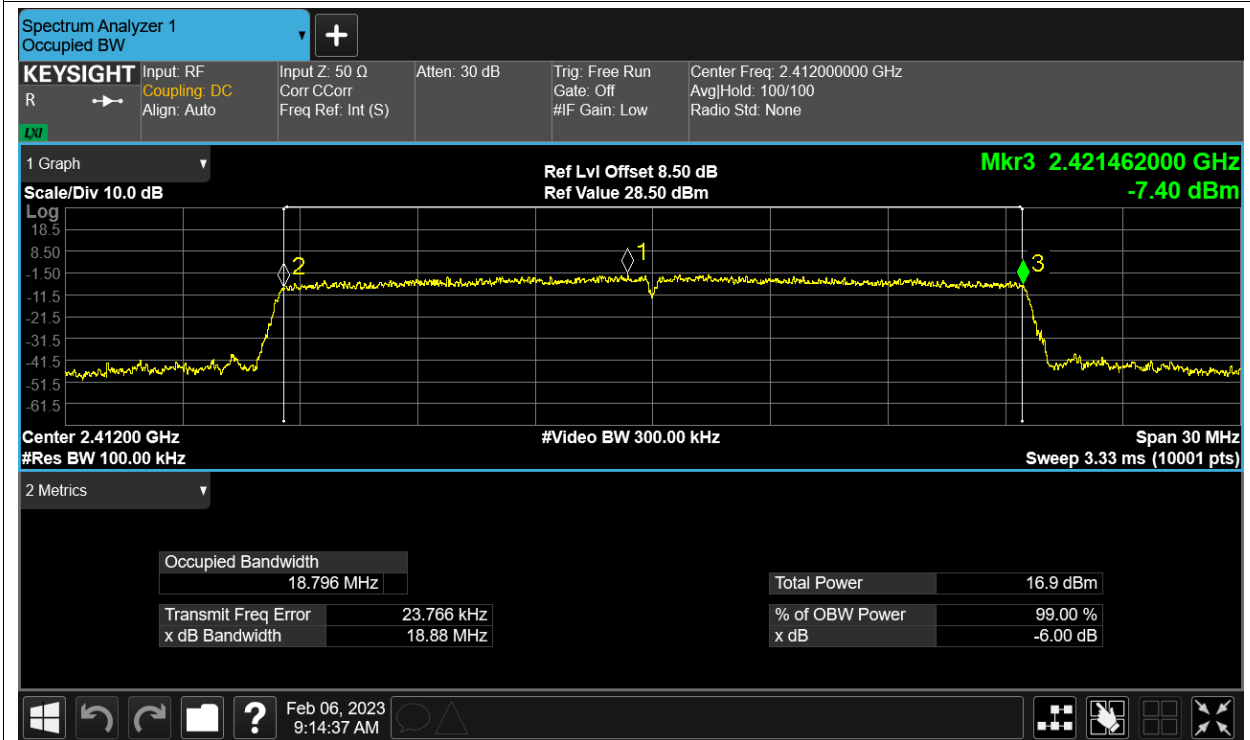 Spectrum Analyzer 1
Occupied BW
+
KEYSIGHT
R
LXI
Input: RF
Coupling: DC
Align: Auto
Input Z: 50 Ω
Corr CCorr
Freq Ref: Int (S)
Atten: 30 dB
Trig: Free Run
Gate: Off
#IF Gain: Low
Center Freq: 2.412000000 GHz
Avg|Hold: 100/100
Radio Std: None
1 Graph
Scale/Div 10.0 dB
Ref Lvl Offset 8.50 dB
Ref Value 28.50 dBm
Mkr3 2.421462000 GHz
-7.40 dBm
Log
18.5
8.50
-1.50
-11.5
-21.5
-31.5
-41.5
-51.5
-61.5
2
1
3
Center 2.41200 GHz
#Res BW 100.00 kHz
#Video BW 300.00 kHz
Span 30 MHz
Sweep 3.33 ms (10001 pts)
2 Metrics
Occupied Bandwidth
18.796 MHz
Transmit Freq Error 23.766 kHz
x dB Bandwidth 18.88 MHz
Total Power 16.9 dBm
% of OBW Power 99.00 %
x dB -6.00 dB
?
Feb 06, 2023
9:14:37 AM